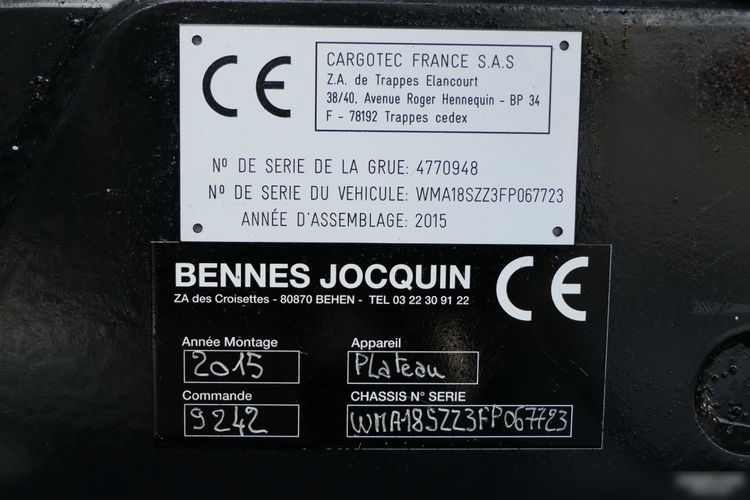 CE
CARGOTEC FRANCE S.A.S
Z.A. de Trappes Elancourt
38/40, Avenue Roger Hennequin - BP 34
F - 78192 Trappes cedex
Nº DE SERIE DE LA GRUE: 4770948
Nº DE SERIE DU VEHICULE: WMA18SZZ3FP067723
ANNÉE D'ASSEMBLAGE: 2015
BENNES JOCQUIN CE
ZA des Croisettes - 80870 BEHEN - TEL 03 22 30 91 22
Année Montage Appareil
2015 Plateau
Commande CHASSIS N° SERIE
9242 WMA18SZZ3FP067723